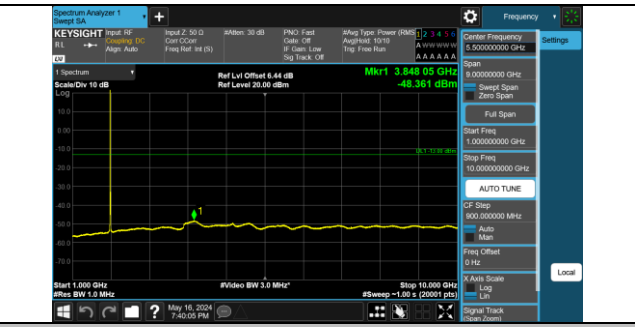 Spectrum Analyzer 1
Swept SA
Frequency
KEYSIGHT
RL
LXI
Input: RF
Coupling: DC
Align: Auto
Input Z: 50 Ω
Corr CCorr
Freq Ref: Int (S)
#Atten: 30 dB
PNO: Fast
Gate: Off
IF Gain: Low
Sig Track: Off
#Avg Type: Power (RMS
Avg|Hold: 10/10
Trig: Free Run
1 2 3 4 5 6
A W W W W W
A A A A A A
1 Spectrum
Scale/Div 10 dB
Log
Ref Lvl Offset 6.44 dB
Ref Level 20.00 dBm
Mkr1 3.848 05 GHz
-48.361 dBm
10.0
0.00
-10.0
-20.0
-30.0
-40.0
-50.0
-60.0
-70.0
DL1 -13.00 dBm
1
Start 1.000 GHz
#Res BW 1.0 MHz
#Video BW 3.0 MHz*
Stop 10.000 GHz
#Sweep ~1.00 s (20001 pts)
Center Frequency
5.500000000 GHz
Span
9.00000000 GHz
Swept Span
Zero Span
Full Span
Start Freq
1.000000000 GHz
Stop Freq
10.000000000 GHz
AUTO TUNE
CF Step
900.000000 MHz
Auto
Man
Freq Offset
0 Hz
X Axis Scale
Log
Lin
Signal Track
(Span Zoom)
Settings
Local
?
May 16, 2024
7:40:05 PM